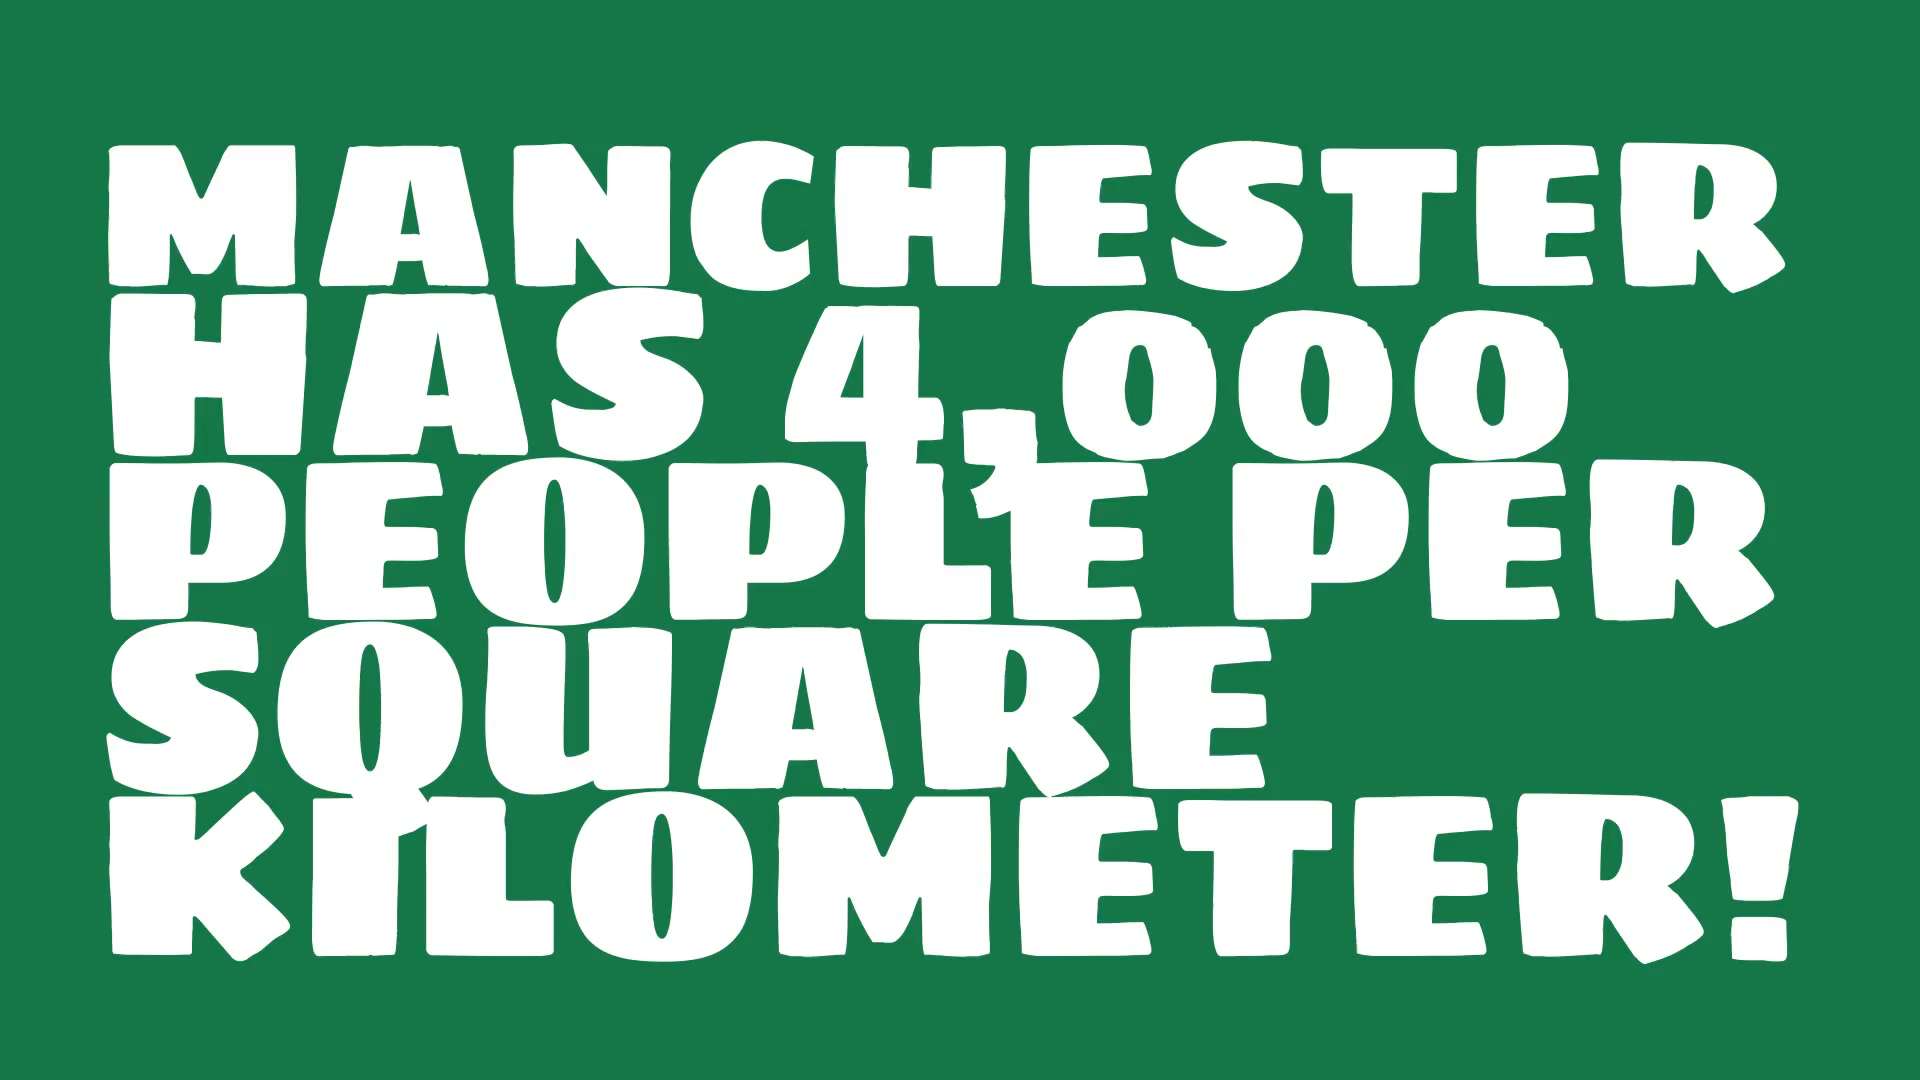 MANCHESTER
HAS 4,000
PEOPLE PER
SQUARE
KILOMETER!